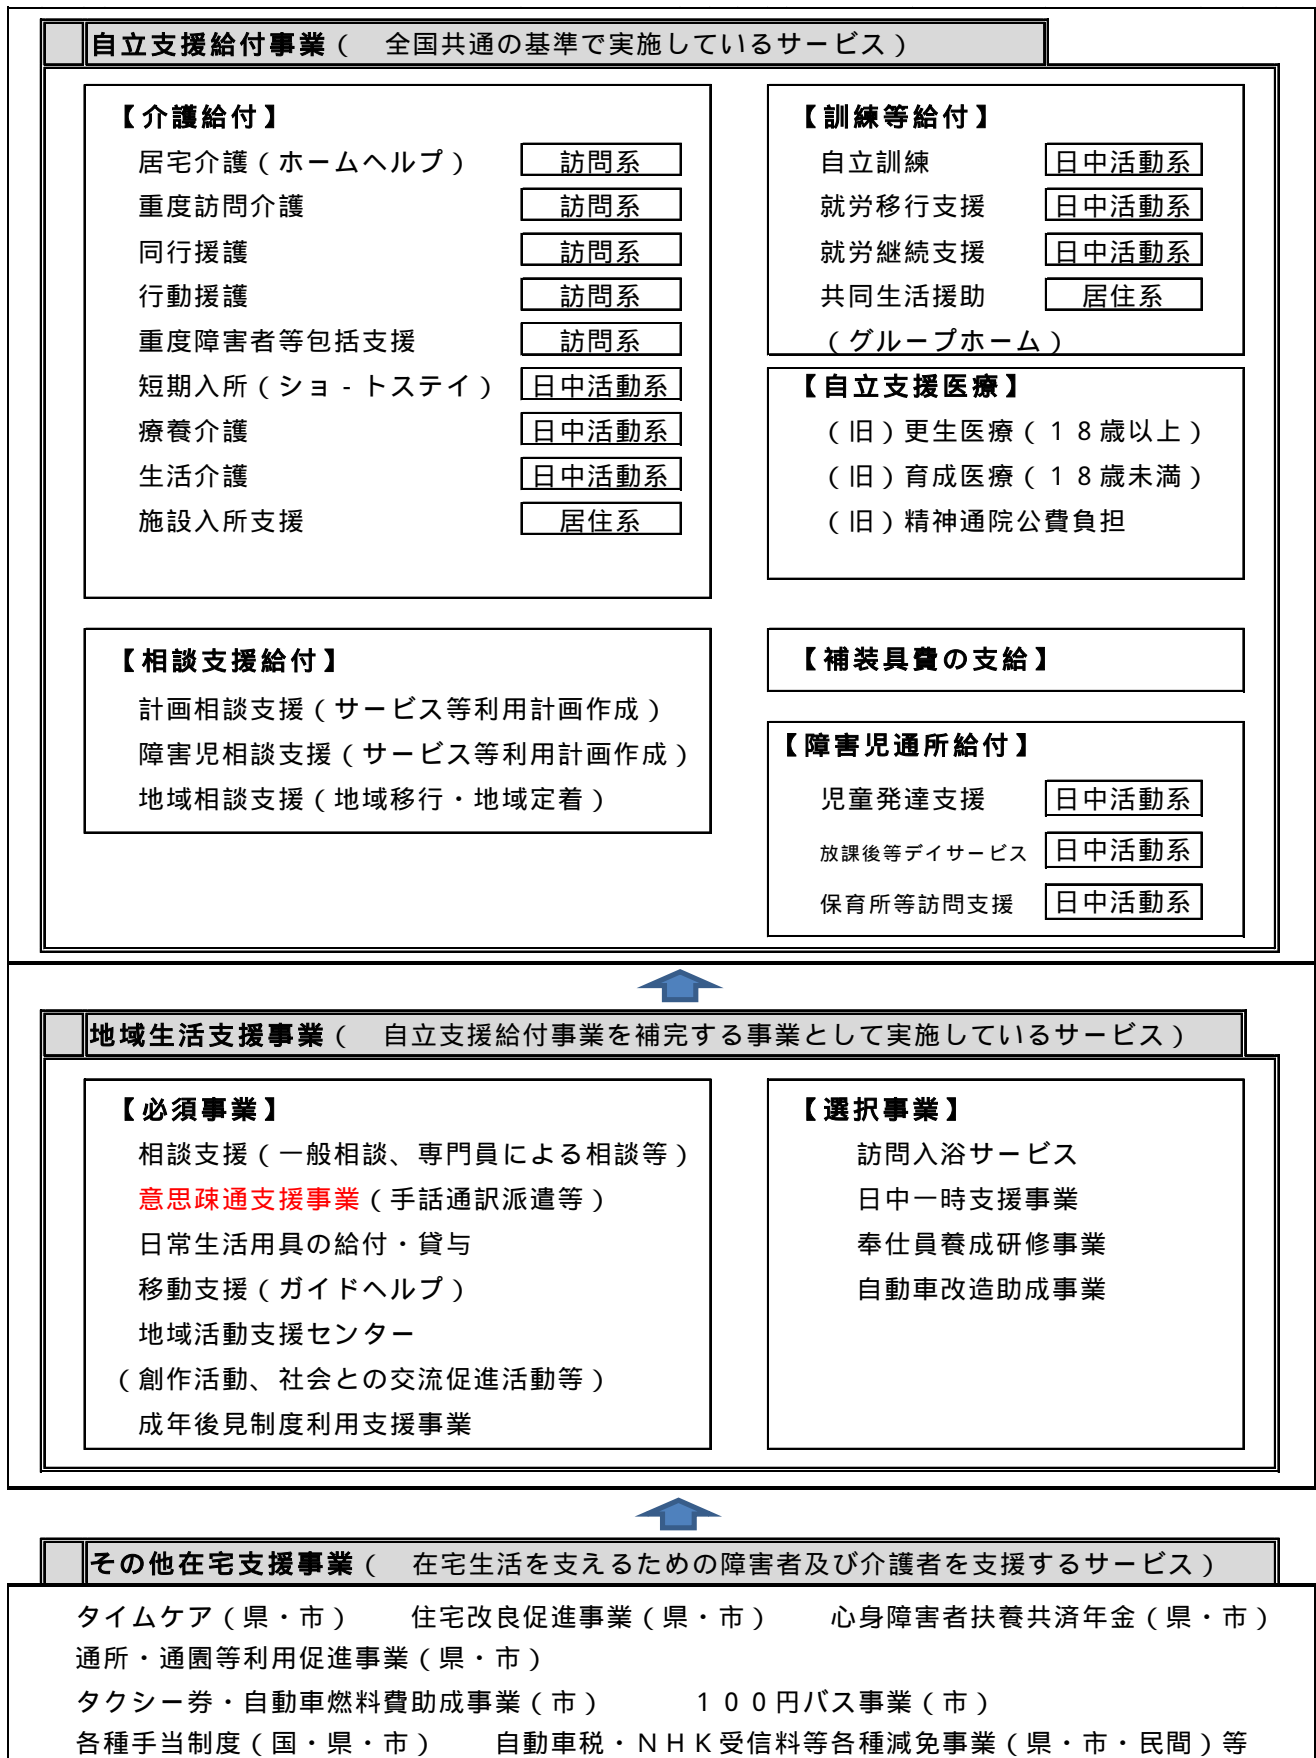 自立支援給付事業（　全国共通の基準で実施しているサービス）
【介護給付】
居宅介護（ホームヘルプ）　訪問系
重度訪問介護　訪問系
同行援護　訪問系
行動援護　訪問系
重度障害者等包括支援　訪問系
短期入所（ショ‐トステイ）　日中活動系
療養介護　日中活動系
生活介護　日中活動系
施設入所支援　居住系
【訓練等給付】
自立訓練　日中活動系
就労移行支援　日中活動系
就労継続支援　日中活動系
共同生活援助　居住系
（グループホーム）
【自立支援医療】
（旧）更生医療（１８歳以上）
（旧）育成医療（１８歳未満）
（旧）精神通院公費負担
【相談支援給付】
計画相談支援（サービス等利用計画作成）
障害児相談支援（サービス等利用計画作成）
地域相談支援（地域移行・地域定着）
【補装具費の支給】
【障害児通所給付】
児童発達支援　日中活動系
放課後等デイサービス　日中活動系
保育所等訪問支援　日中活動系
地域生活支援事業（　自立支援給付事業を補完する事業として実施しているサービス）
【必須事業】
相談支援（一般相談、専門員による相談等）
意思疎通支援事業（手話通訳派遣等）
日常生活用具の給付・貸与
移動支援（ガイドヘルプ）
地域活動支援センター
（創作活動、社会との交流促進活動等）
成年後見制度利用支援事業
【選択事業】
訪問入浴サービス
日中一時支援事業
奉仕員養成研修事業
自動車改造助成事業
その他在宅支援事業（　在宅生活を支えるための障害者及び介護者を支援するサービス）
タイムケア（県・市）　　住宅改良促進事業（県・市）　　心身障害者扶養共済年金（県・市）
通所・通園等利用促進事業（県・市）
タクシー券・自動車燃料費助成事業（市）　　　１００円バス事業（市）
各種手当制度（国・県・市）　　自動車税・ＮＨＫ受信料等各種減免事業（県・市・民間）等